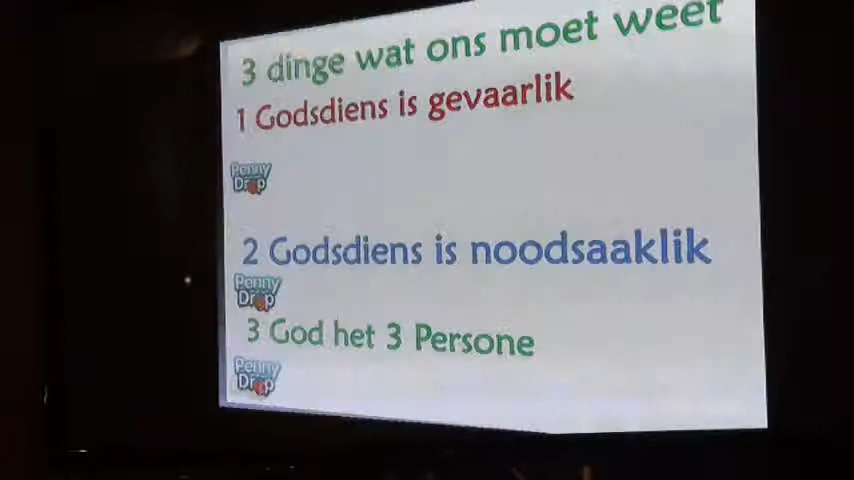 3 dinge wat ons moet weet
1 Godsdiens is gevaarlik
Penny
Drop
2 Godsdiens is noodsaaklik
Penny
Drop
3 God het 3 Persone
Penny
Drop